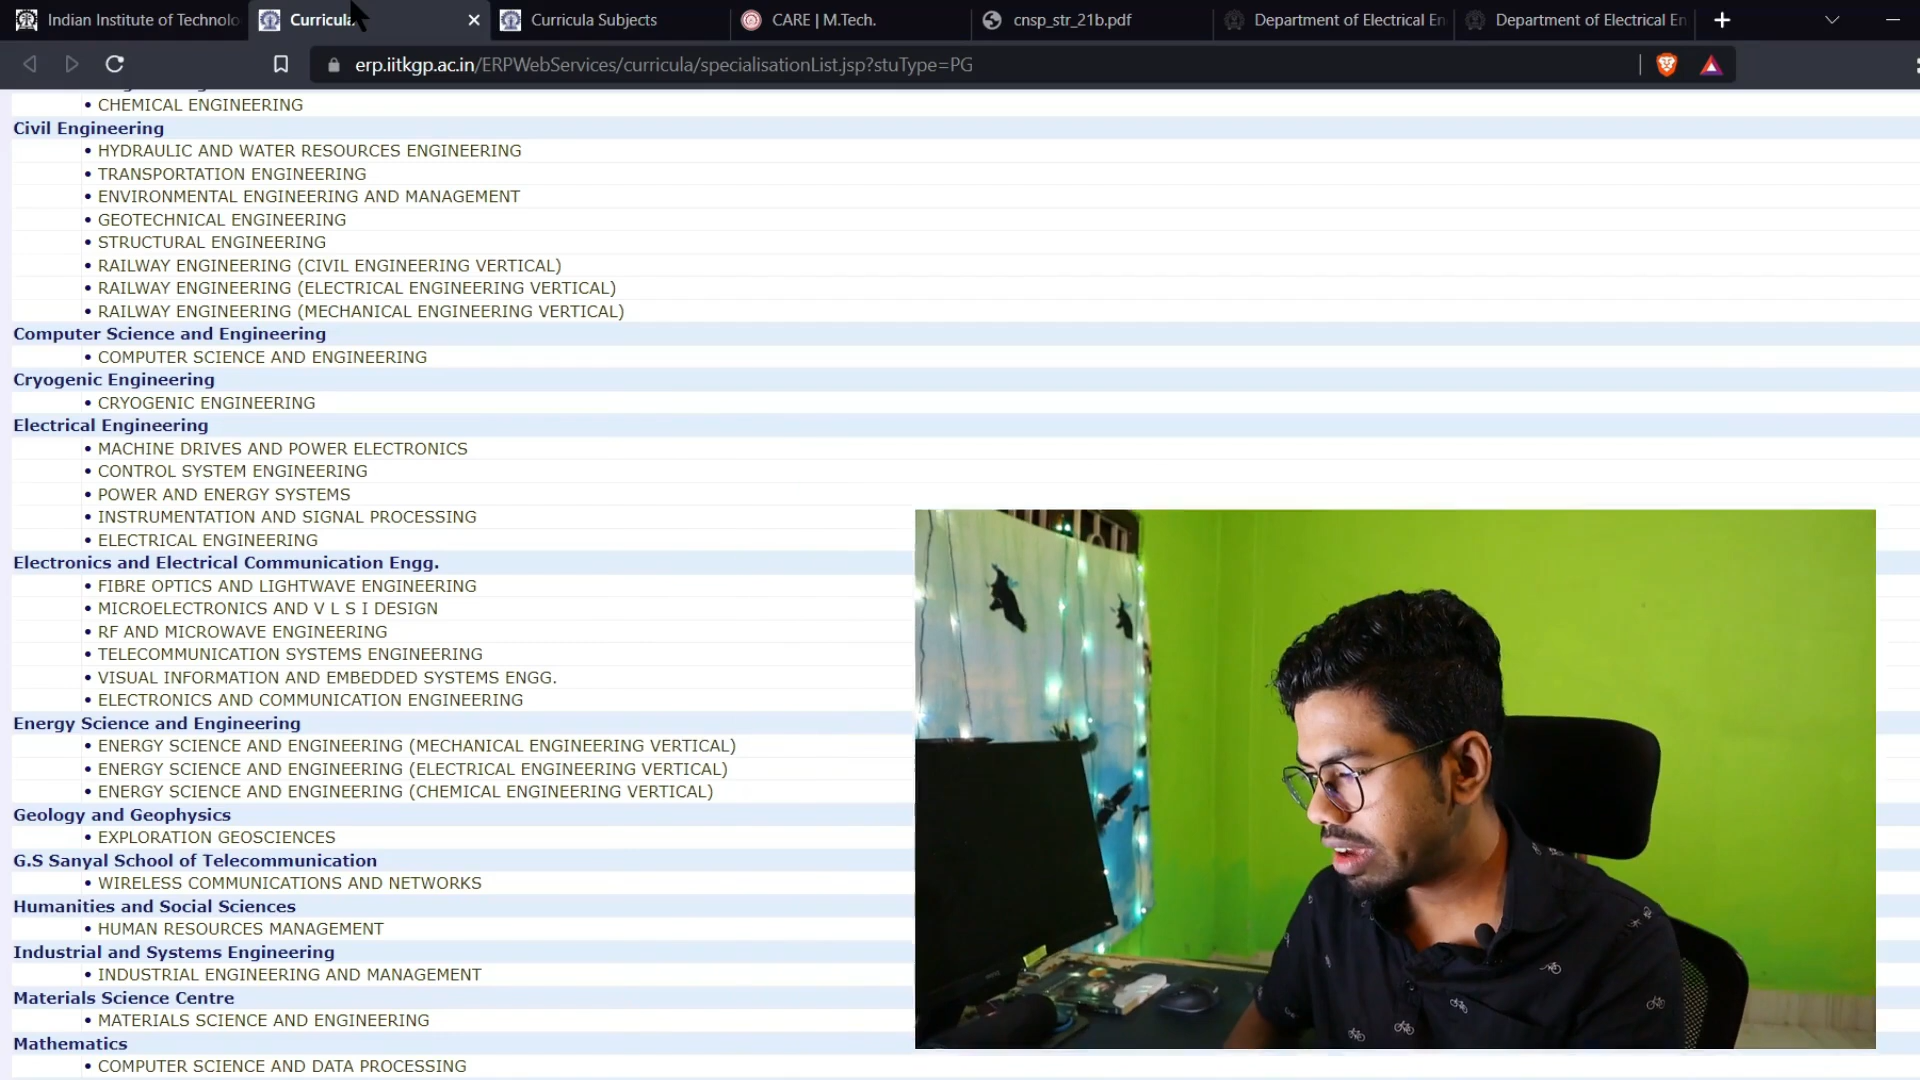 Indian Institute of Technolo
Curricula
Curricula Subjects
CARE | M.Tech.
cnsp_str_21b.pdf
Department of Electrical En
Department of Electrical En
erp.iitkgp.ac.in/ERPWebServices/curricula/specialisationList.jsp?stuType=PG
• CHEMICAL ENGINEERING
Civil Engineering
• HYDRAULIC AND WATER RESOURCES ENGINEERING
• TRANSPORTATION ENGINEERING
• ENVIRONMENTAL ENGINEERING AND MANAGEMENT
• GEOTECHNICAL ENGINEERING
• STRUCTURAL ENGINEERING
• RAILWAY ENGINEERING (CIVIL ENGINEERING VERTICAL)
• RAILWAY ENGINEERING (ELECTRICAL ENGINEERING VERTICAL)
• RAILWAY ENGINEERING (MECHANICAL ENGINEERING VERTICAL)
Computer Science and Engineering
• COMPUTER SCIENCE AND ENGINEERING
Cryogenic Engineering
• CRYOGENIC ENGINEERING
Electrical Engineering
• MACHINE DRIVES AND POWER ELECTRONICS
• CONTROL SYSTEM ENGINEERING
• POWER AND ENERGY SYSTEMS
• INSTRUMENTATION AND SIGNAL PROCESSING
• ELECTRICAL ENGINEERING
Electronics and Electrical Communication Engg.
• FIBRE OPTICS AND LIGHTWAVE ENGINEERING
• MICROELECTRONICS AND V L S I DESIGN
• RF AND MICROWAVE ENGINEERING
• TELECOMMUNICATION SYSTEMS ENGINEERING
• VISUAL INFORMATION AND EMBEDDED SYSTEMS ENGG.
• ELECTRONICS AND COMMUNICATION ENGINEERING
Energy Science and Engineering
• ENERGY SCIENCE AND ENGINEERING (MECHANICAL ENGINEERING VERTICAL)
• ENERGY SCIENCE AND ENGINEERING (ELECTRICAL ENGINEERING VERTICAL)
• ENERGY SCIENCE AND ENGINEERING (CHEMICAL ENGINEERING VERTICAL)
Geology and Geophysics
• EXPLORATION GEOSCIENCES
G.S Sanyal School of Telecommunication
• WIRELESS COMMUNICATIONS AND NETWORKS
Humanities and Social Sciences
• HUMAN RESOURCES MANAGEMENT
Industrial and Systems Engineering
• INDUSTRIAL ENGINEERING AND MANAGEMENT
Materials Science Centre
• MATERIALS SCIENCE AND ENGINEERING
Mathematics
• COMPUTER SCIENCE AND DATA PROCESSING